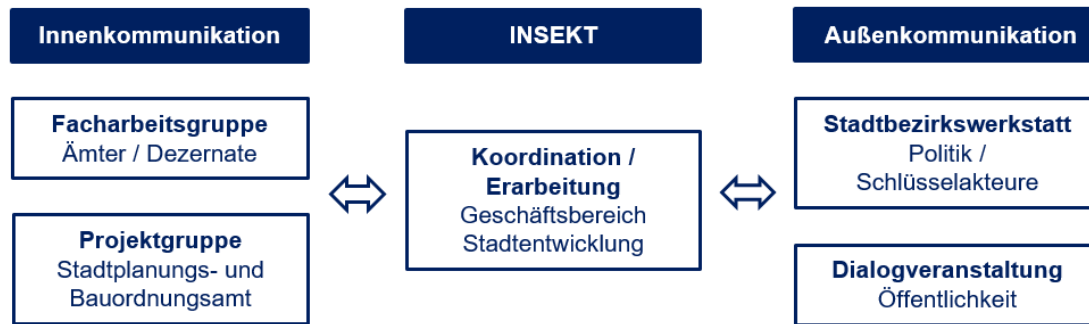 Innenkommunikation
Facharbeitsgruppe
Ämter / Dezernate
Projektgruppe
Stadtplanungs- und
Bauordnungsamt
INSEKT
Koordination /
Erarbeitung
Geschäftsbereich
Stadtentwicklung
Außenkommunikation
Stadtbezirkswerkstatt
Politik /
Schlüsselakteure
Dialogveranstaltung
Öffentlichkeit